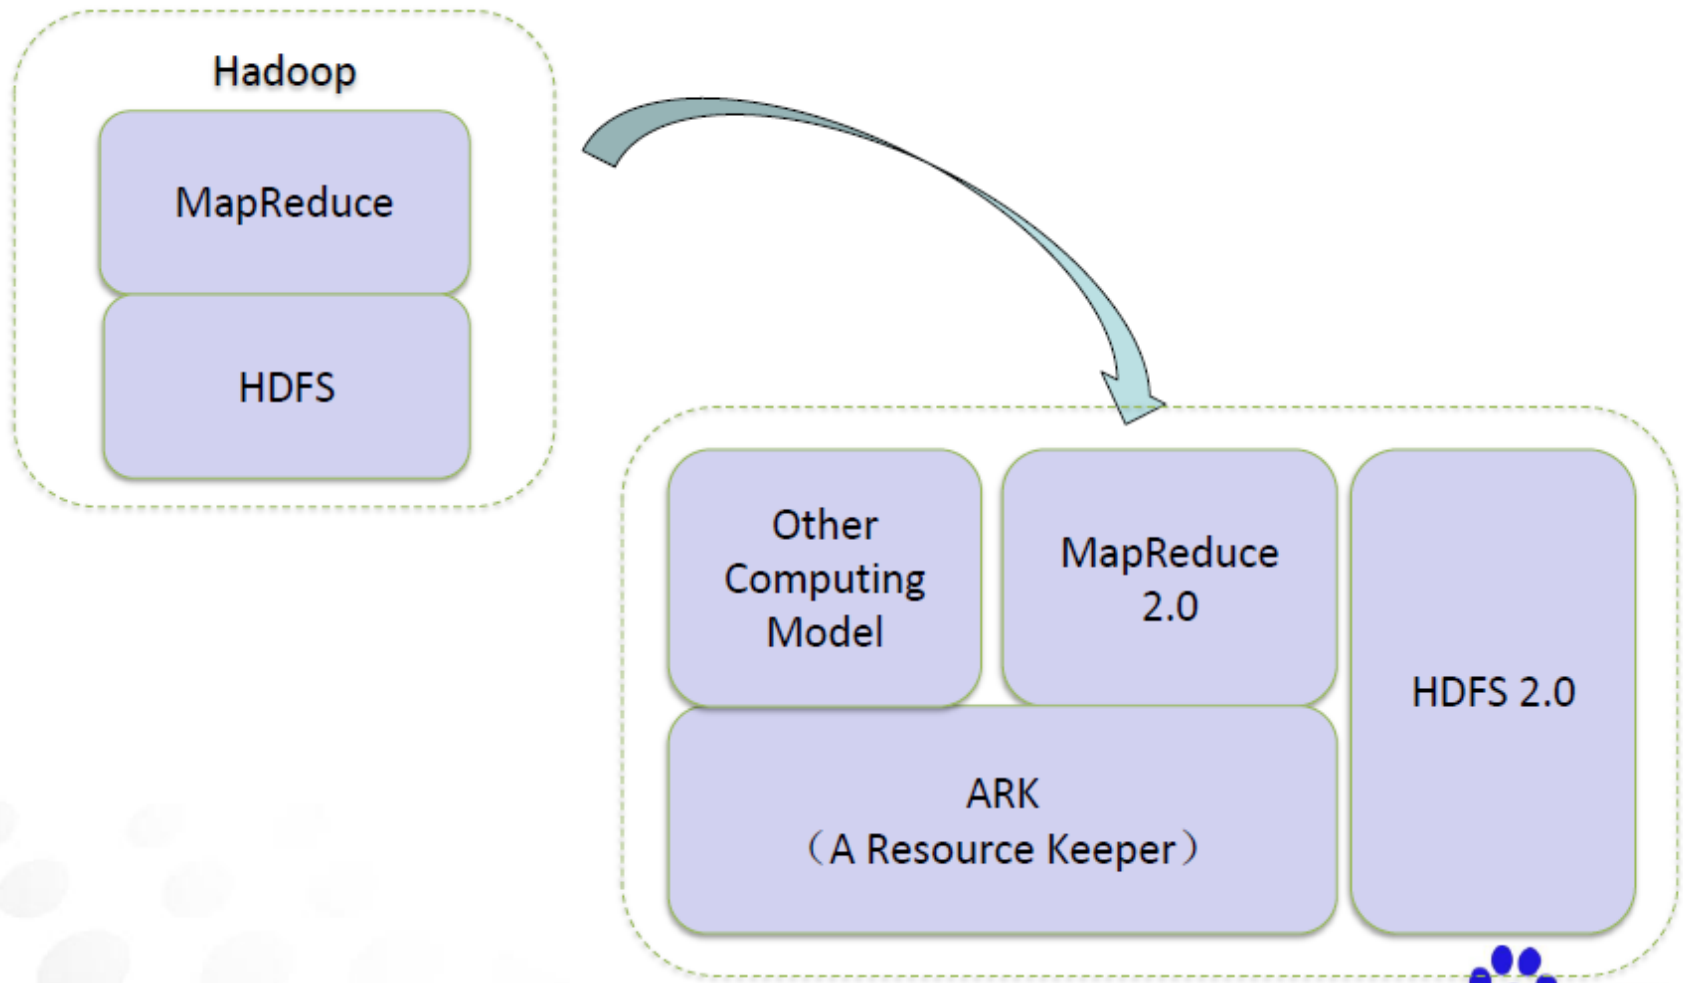 Hadoop
MapReduce
HDFS
Other
Computing
Model
MapReduce
2.0
HDFS 2.0
ARK
（A Resource Keeper）